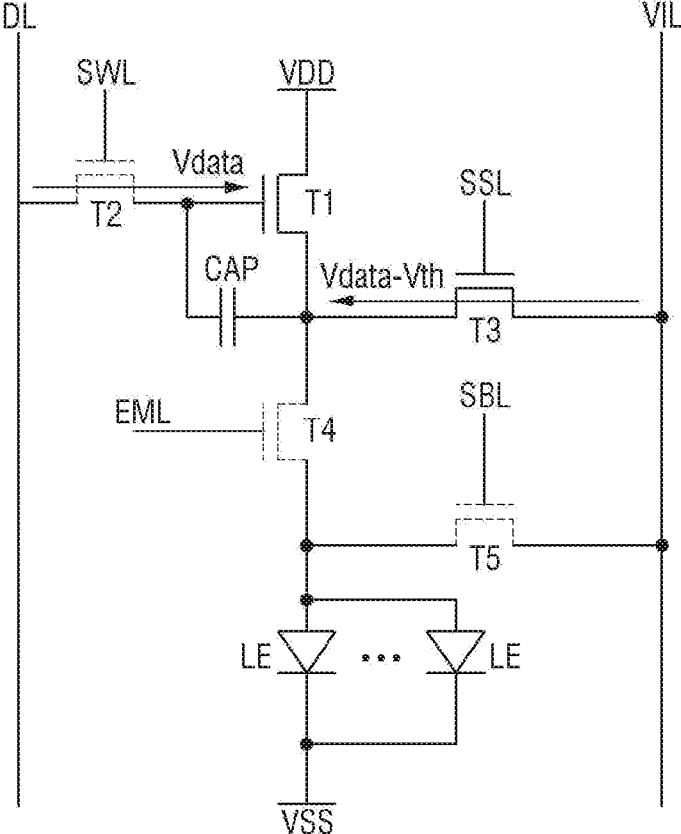 DL
VIL
SWL
VDD
Vdata
T2
T1
SSL
CAP
Vdata-Vth
T3
EML
T4
SBL
T5
LE
LE
VSS